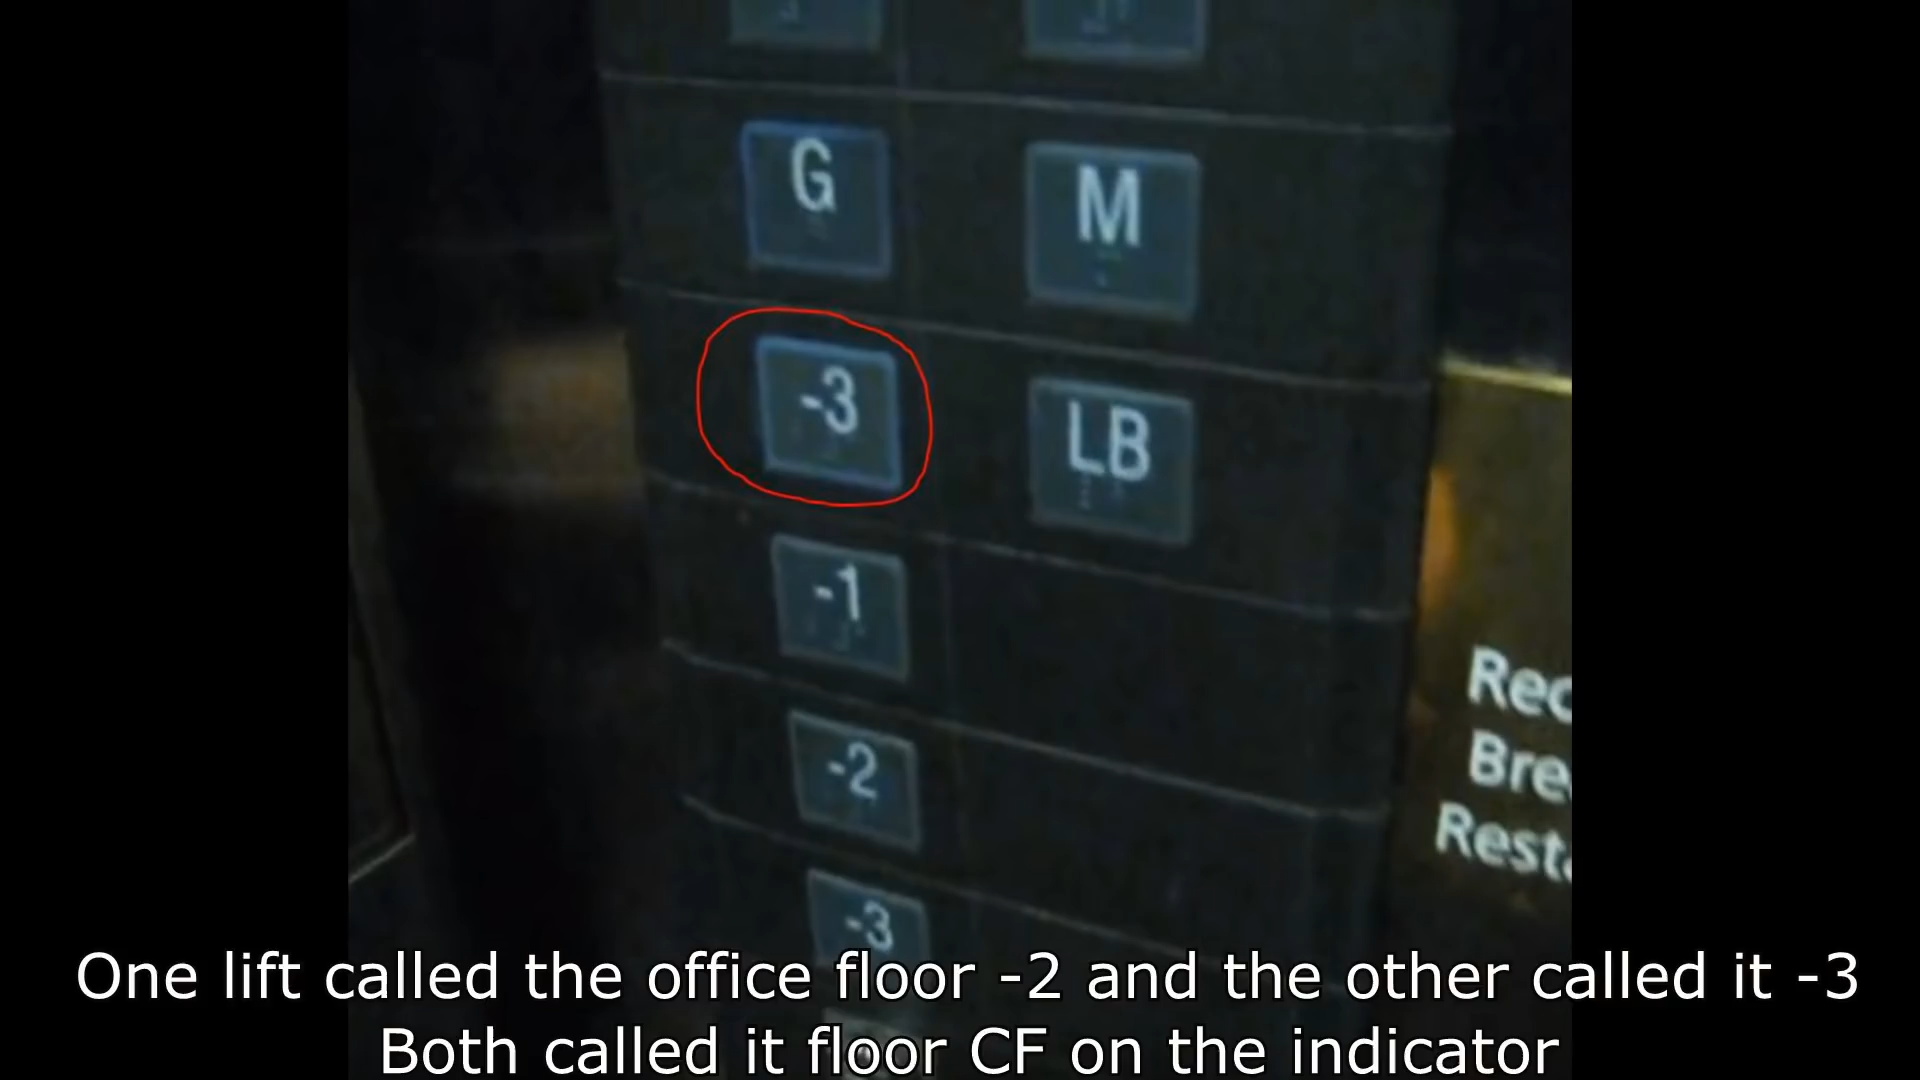 G
M
-3
LB
-1
-2
-3
Rec
Bre
Resta
One lift called the office floor -2 and the other called it -3
Both called it floor CF on the indicator